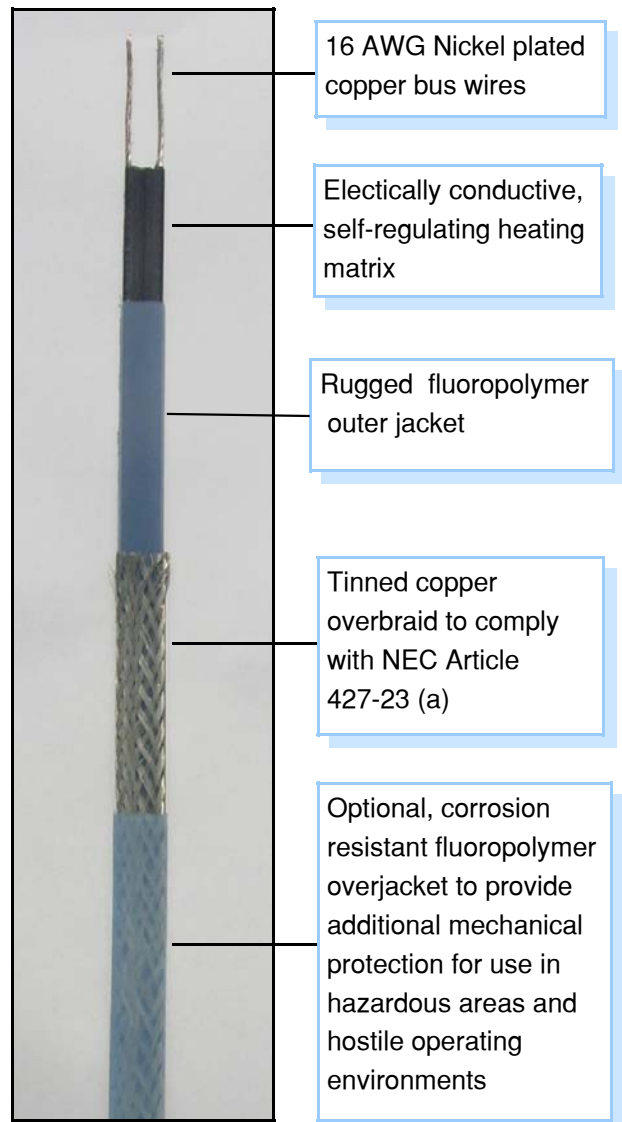 16 AWG Nickel plated
copper bus wires
Electically conductive,
self-regulating heating
matrix
Rugged  fluoropolymer
outer jacket
Tinned copper
overbraid to comply
with NEC Article
427-23 (a)
Optional, corrosion
resistant fluoropolymer
overjacket to provide
additional mechanical
protection for use in
hazardous areas and
hostile operating
environments